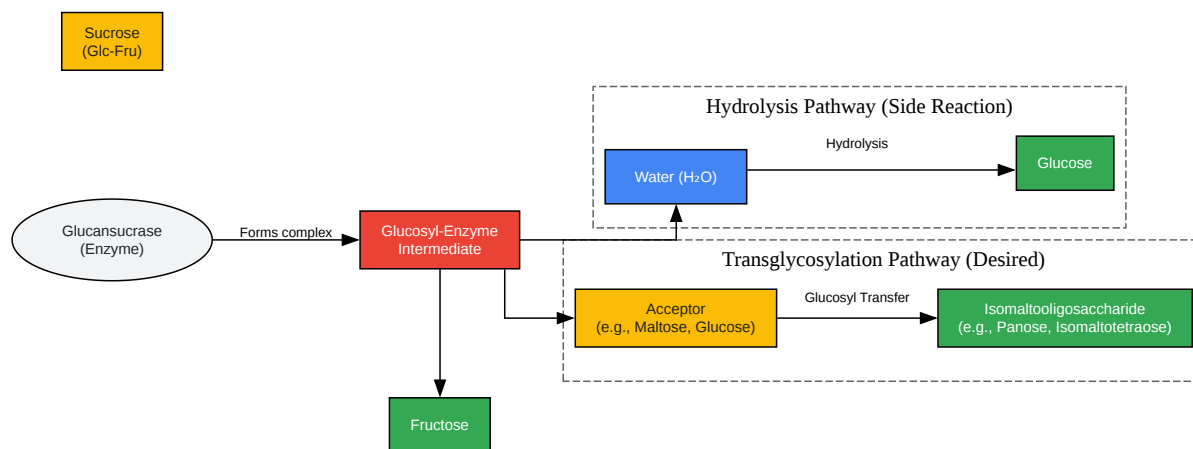 Sucrose
(Glc-Fru)
Hydrolysis Pathway (Side Reaction)
Hydrolysis
Water (H₂O)
Glucose
Glucansucrase
(Enzyme)
Forms complex
Glucosyl-Enzyme
Intermediate
Transglycosylation Pathway (Desired)
Acceptor
(e.g., Maltose, Glucose)
Glucosyl Transfer
Isomaltooligosaccharide
(e.g., Panose, Isomaltotetraose)
Fructose